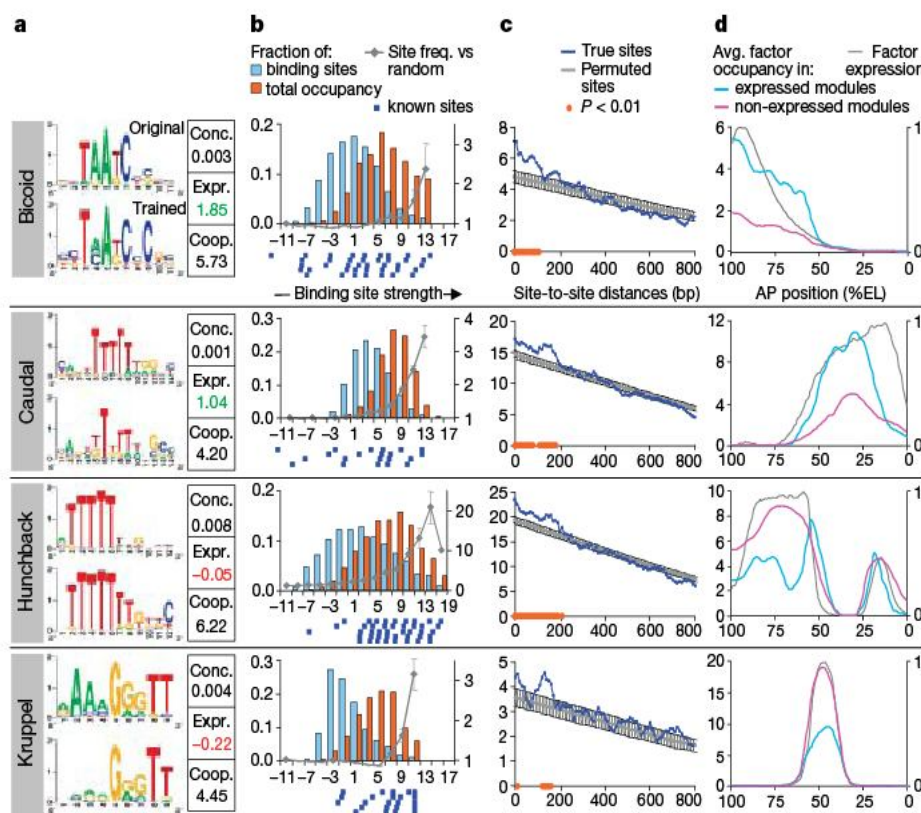 a b c d
Fraction of:
binding sites
total occupancy
Site freq. vs
random
known sites
True sites
Permuted
sites
P < 0.01
Avg. factor
occupancy in:
expressed modules
non-expressed modules
Factor
expression
Bicoid
Original
Trained
Conc.
0.003
Expr.
1.85
Coop.
5.73
0.2
0.1
0.0
3
2
1
-11 -7 -3 1 5 9 13 17
8
6
4
2
0
0 200 400 600 800
6
4
2
0
1
0
100 75 50 25 0
Binding site strength
Site-to-site distances (bp)
AP position (%EL)
Caudal
Conc.
0.001
Expr.
1.04
Coop.
4.20
0.3
0.2
0.1
0.0
4
3
2
1
-11 -7 -3 1 5 9 13 17
20
15
10
5
0
0 200 400 600 800
12
8
4
0
1
0
100 75 50 25 0
Hunchback
Conc.
0.008
Expr.
-0.05
Coop.
6.22
0.2
0.1
0.0
20
10
0
-11 -7 -3 1 5 9 13 19
25
20
15
10
5
0
0 200 400 600 800
10
8
6
4
2
0
1
0
100 75 50 25 0
Kruppel
Conc.
0.004
Expr.
-0.22
Coop.
4.45
0.3
0.2
0.1
0.0
3
2
1
-11 -7 -3 1 5 9 13 17
5
4
3
2
1
0
0 200 400 600 800
20
15
10
5
0
1
0
100 75 50 25 0